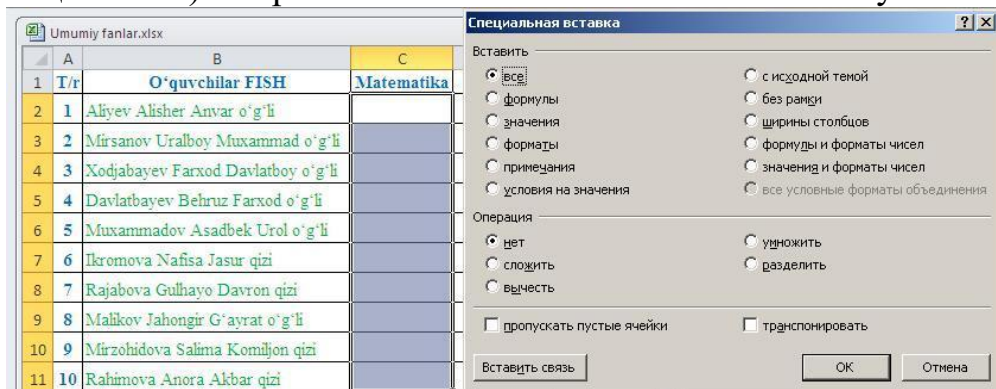 Umumiy fanlar.xlsx
A B C
1 T/r O‘quvchilar FISH Matematika
2 1 Aliyev Alisher Anvar o‘g‘li
3 2 Mirsanov Uralboy Muxammad o‘g‘li
4 3 Xodjabayev Farxod Davlatboy o‘g‘li
5 4 Davlatbayev Behruz Farxod o‘g‘li
6 5 Muxammadov Asadbek Urol o‘g‘li
7 6 Ikromova Nafisa Jasur qizi
8 7 Rajabova Gulhayo Davron qizi
9 8 Malikov Jahongir G‘ayrat o‘g‘li
10 9 Mirzohidova Salima Komiljon qizi
11 10 Rahimova Anora Akbar qizi
Специальная вставка
Вставить
все
с исходной темой
формулы
без рамки
значения
ширины столбцов
форматы
формулы и форматы чисел
примечания
значения и форматы чисел
условия на значения
все условные форматы объединения
Операция
нет
умножить
сложить
разделить
вычесть
пропускать пустые ячейки
транспонировать
Вставить связь
ОК
Отмена